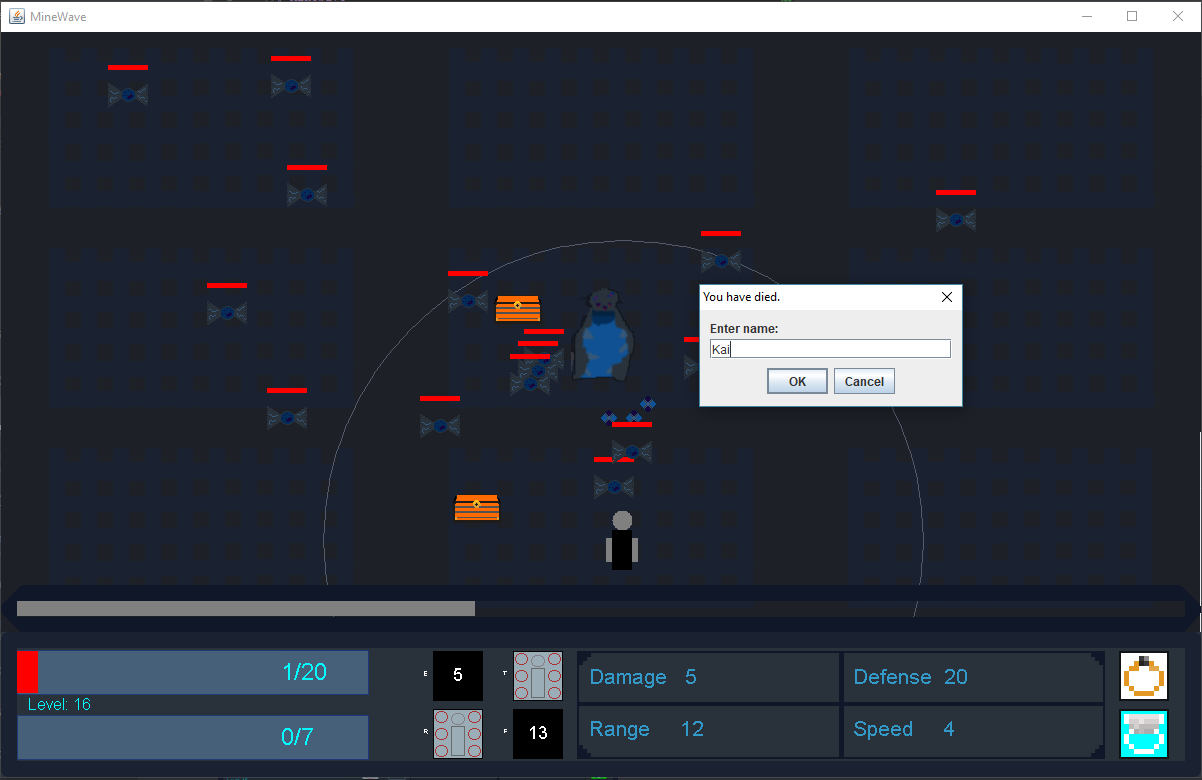 MineWave
You have died.
Enter name:
Kai
OK Cancel
1/20
Level: 16
0/7
E 5 T
R F 13
Damage 5 Defense 20
Range 12 Speed 4